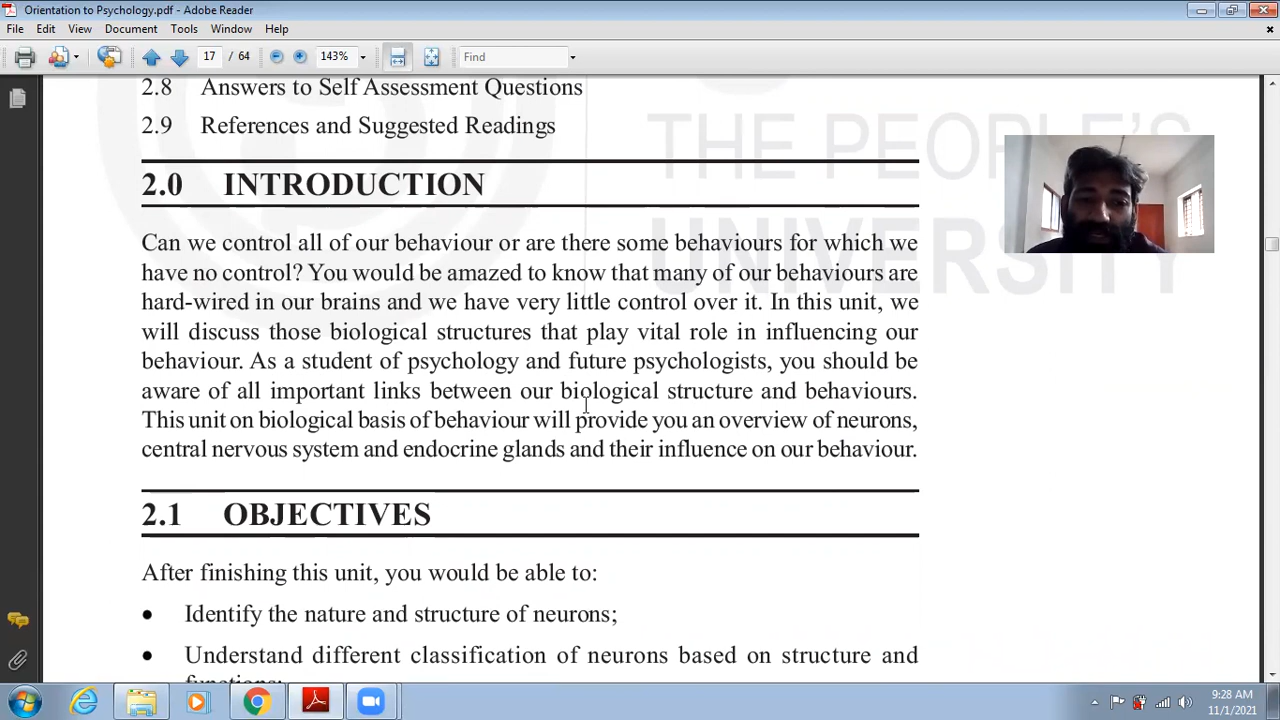 Orientation to Psychology.pdf - Adobe Reader
File Edit View Document Tools Window Help
17 / 64 143% Find
2.8 Answers to Self Assessment Questions
2.9 References and Suggested Readings
THE PEOPLE'S
UNIVERSITY
2.0 INTRODUCTION
Can we control all of our behaviour or are there some behaviours for which we
have no control? You would be amazed to know that many of our behaviours are
hard-wired in our brains and we have very little control over it. In this unit, we
will discuss those biological structures that play vital role in influencing our
behaviour. As a student of psychology and future psychologists, you should be
aware of all important links between our biological structure and behaviours.
This unit on biological basis of behaviour will provide you an overview of neurons,
central nervous system and endocrine glands and their influence on our behaviour.
2.1 OBJECTIVES
After finishing this unit, you would be able to:
• Identify the nature and structure of neurons;
• Understand different classification of neurons based on structure and
functions;
9:28 AM
11/1/2021